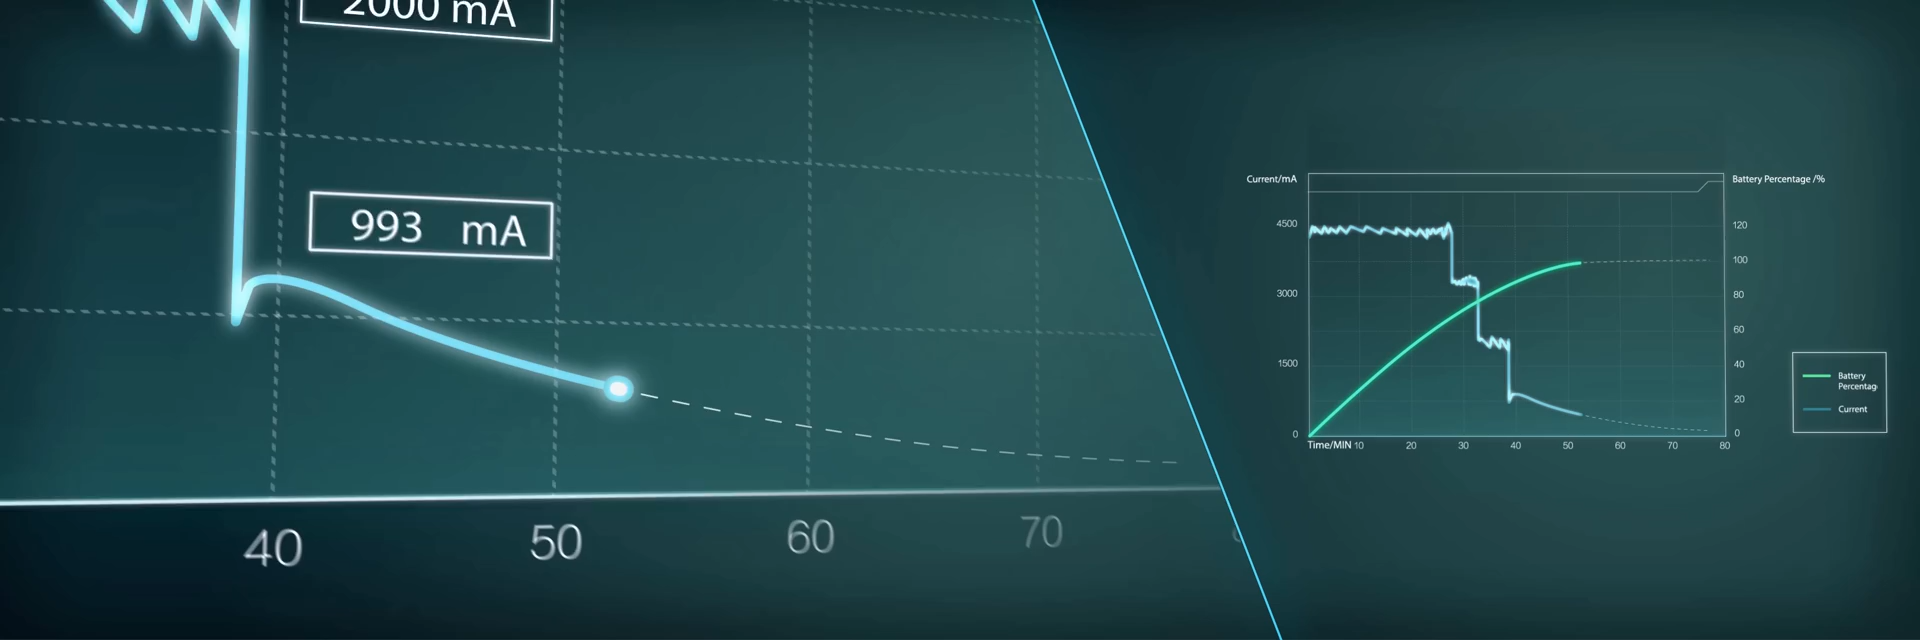 2000 mA
993 mA
40 50 60 70
Current/mA
Battery Percentage /%
4500
3000
1500
0
120
100
80
60
40
20
0
Time/MIN 10 20 30 40 50 60 70 80
Battery
Percentag
Current